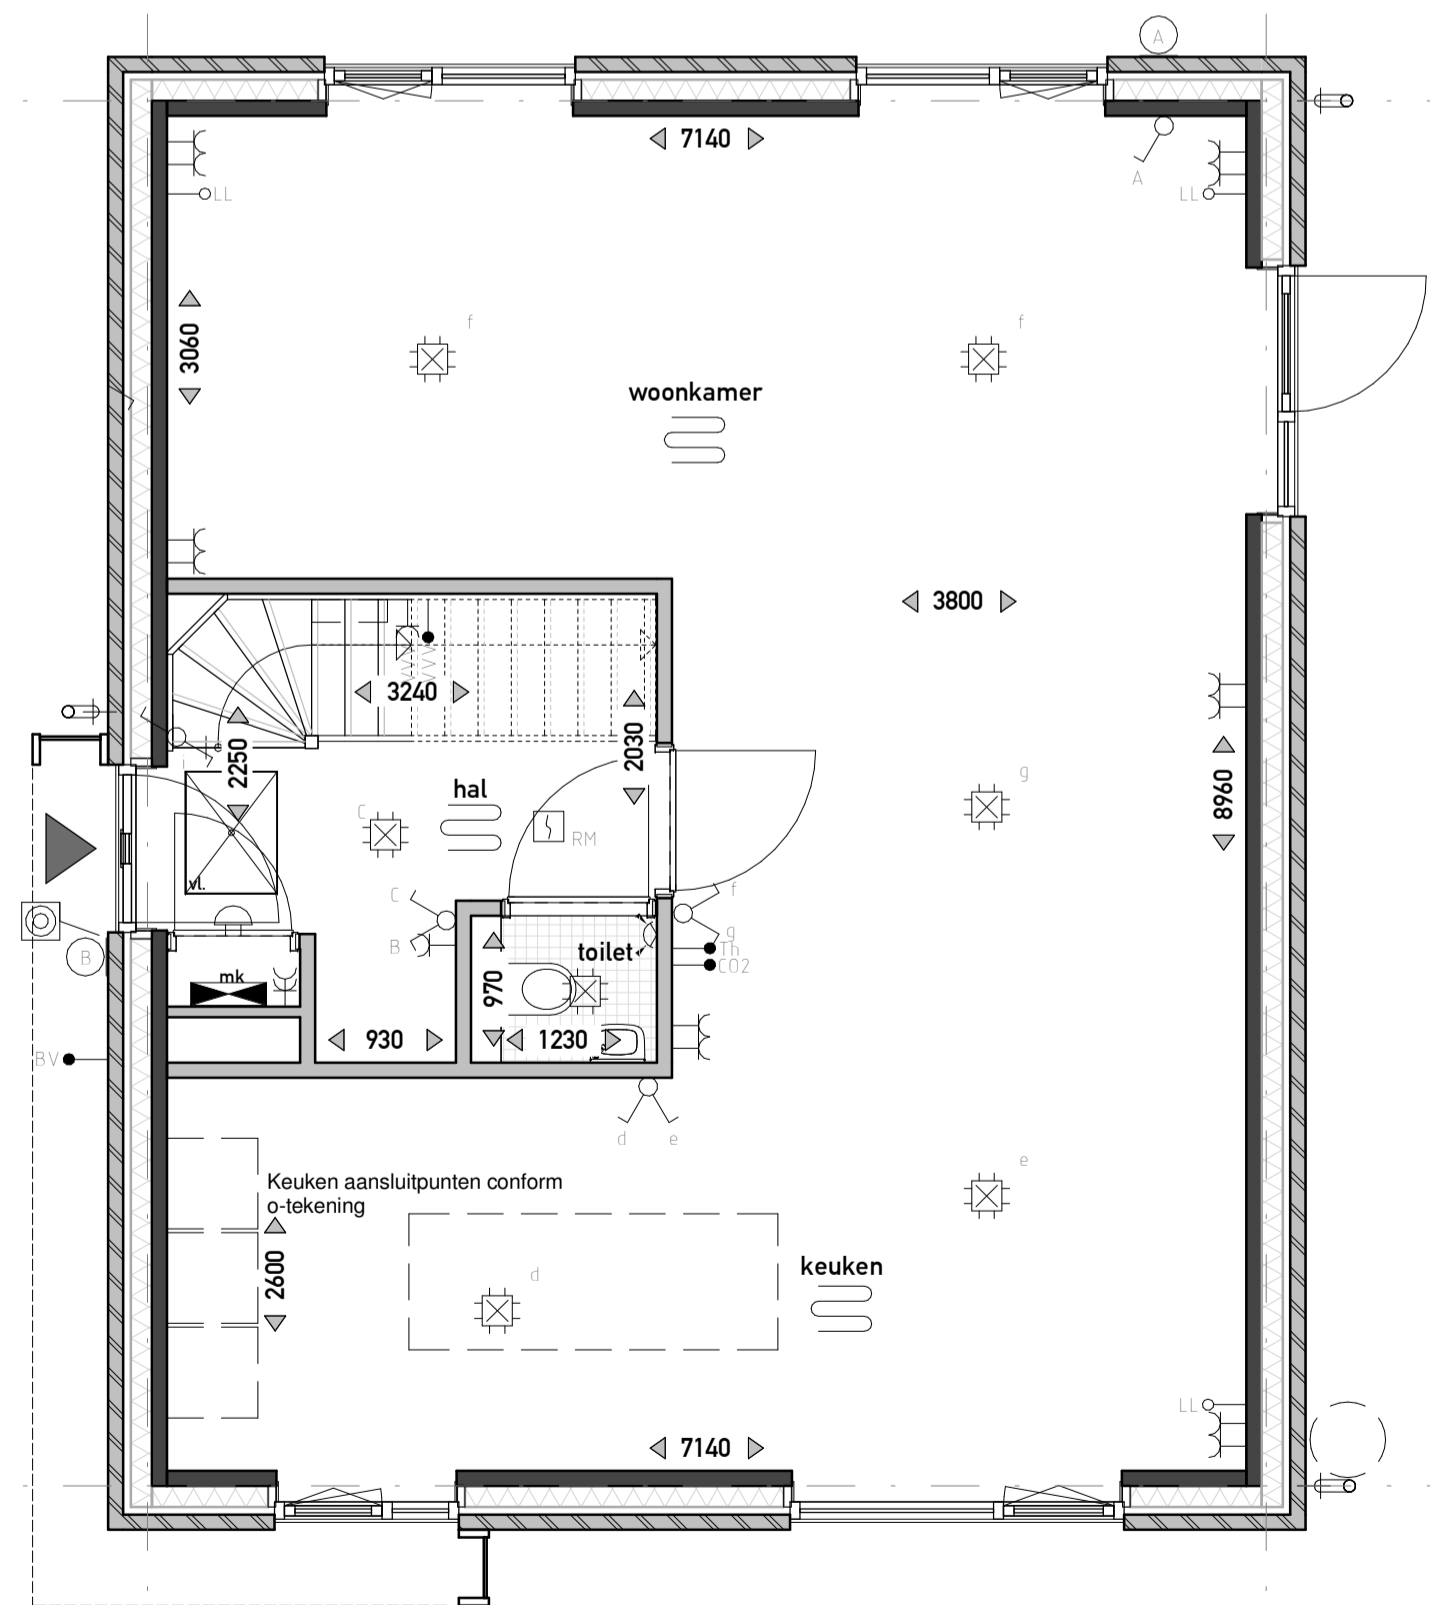 A
7140
A
LL
LL
3060
f
f
woonkamer
3800
3240
2250
2030
hal
g
8960
C
RM
vl.
C
f
B
g
toilet
Th
CO2
B
mk
970
930
1230
BV
d
e
Keuken aansluitpunten conform
o-tekening
e
2600
keuken
d
LL
7140